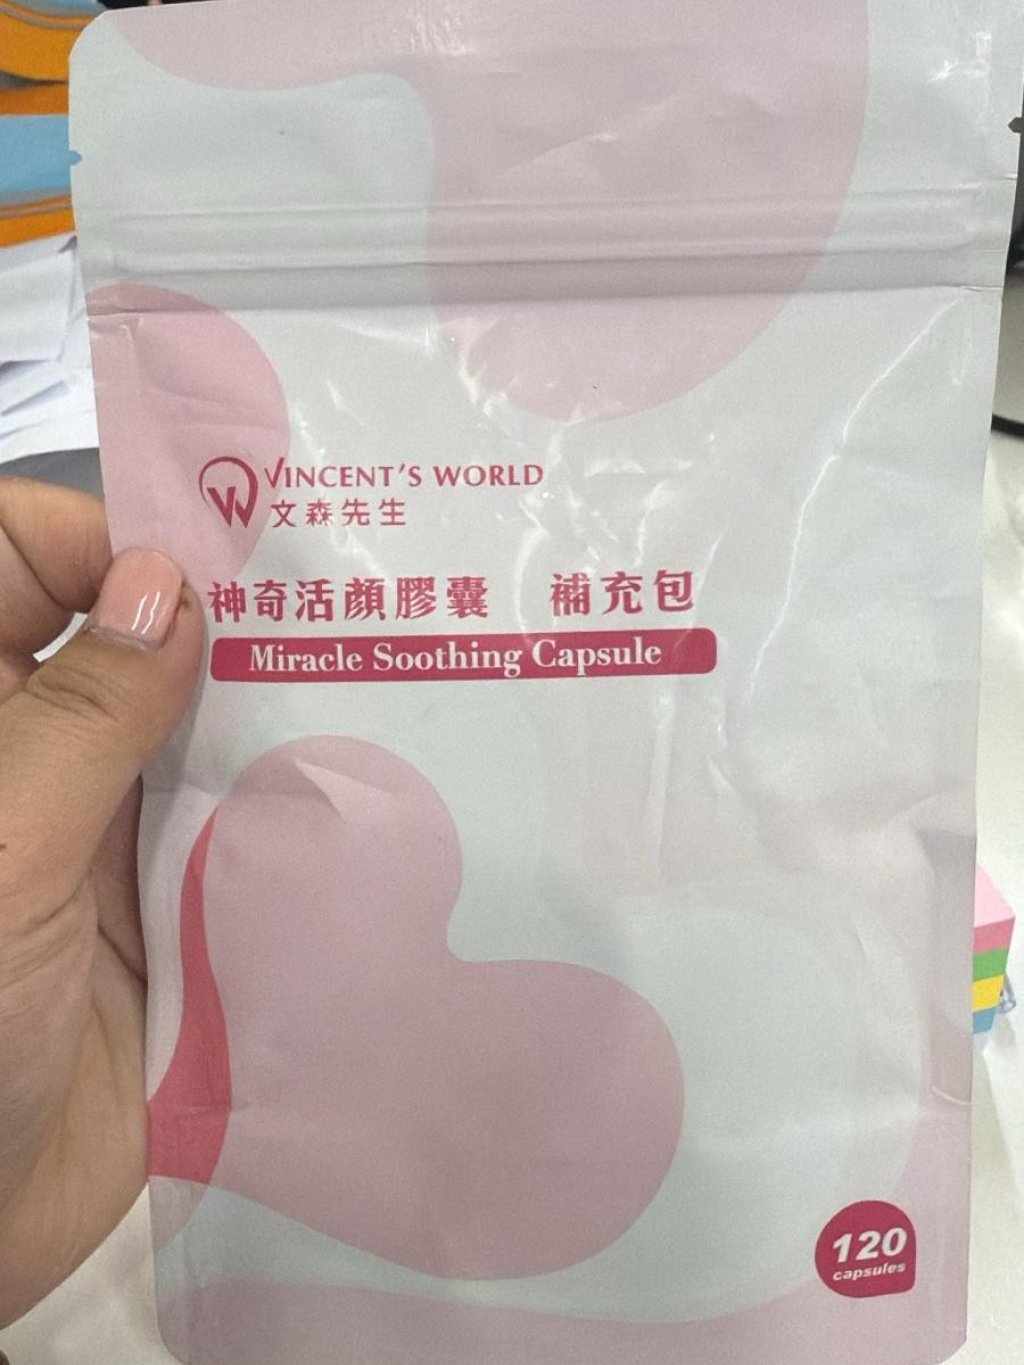 VINCENT'S WORLD
文森先生
神奇活顏膠囊 補充包
Miracle Soothing Capsule
120
capsules